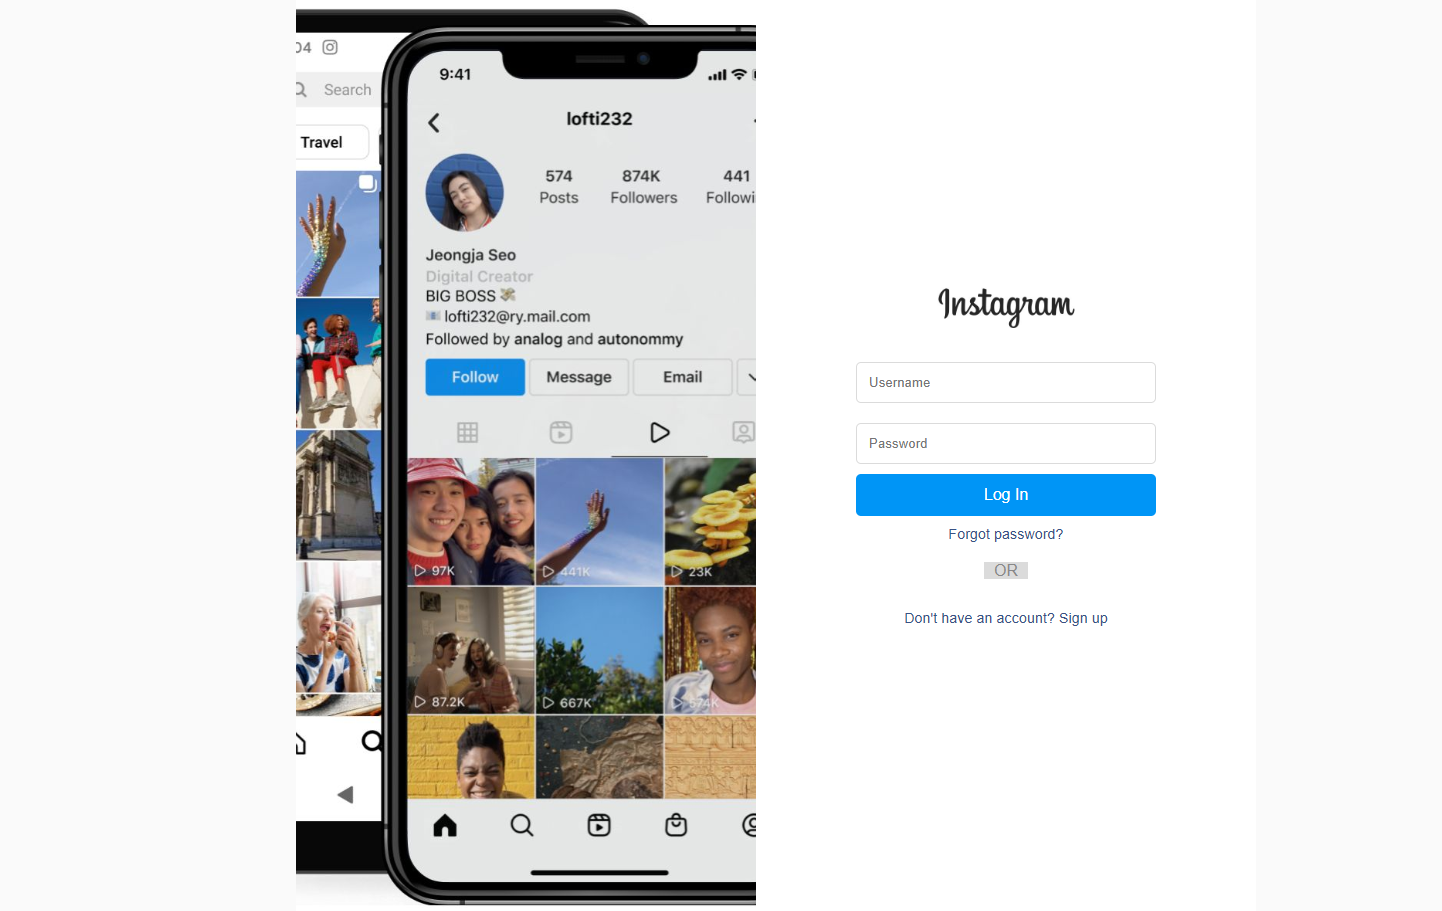 04
Search
Travel
9:41
lofti232
574
874K
441
Posts
Followers
Followi
Jeongja Seo
Digital Creator
BIG BOSS 💸
📧 lofti232@ry.mail.com
Followed by analog and autonommy
Follow
Message
Email
97K
441K
23K
87.2K
667K
574K
Instagram
Username
Password
Log In
Forgot password?
OR
Don't have an account? Sign up